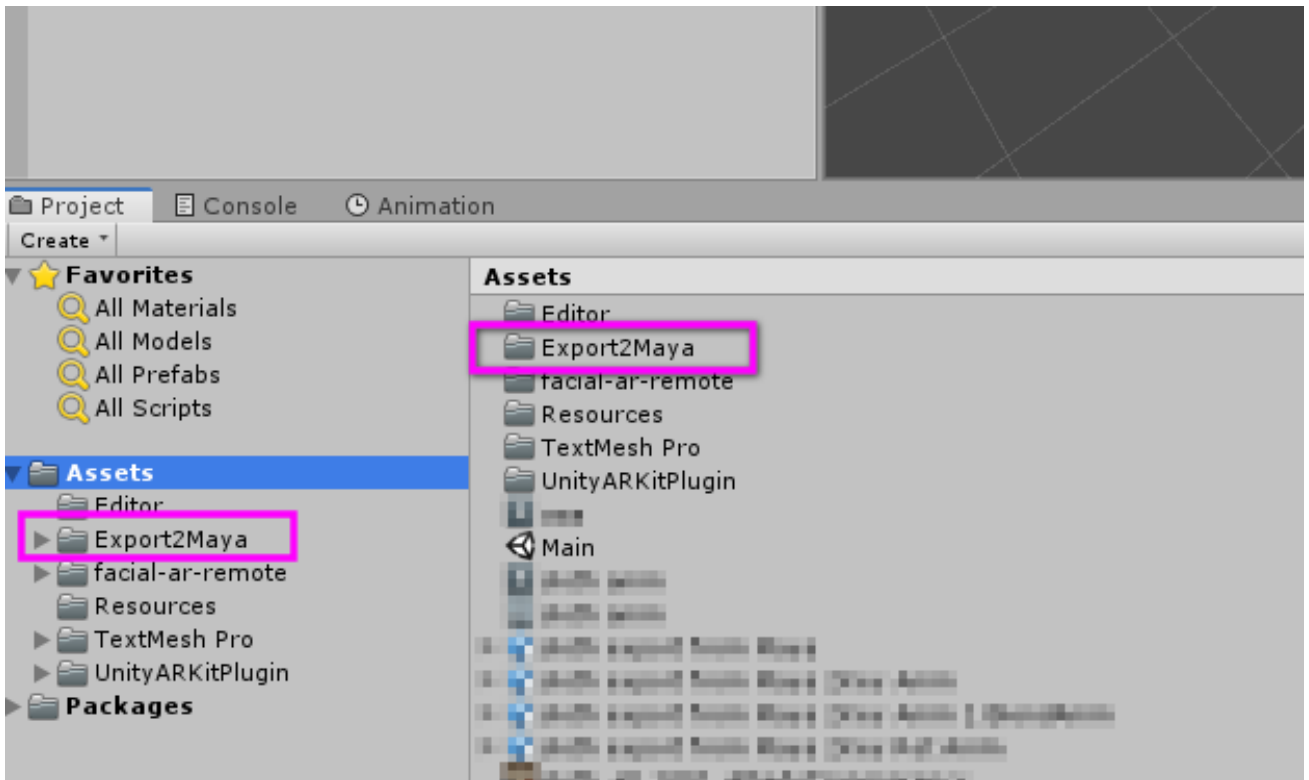 Project Console Animation
Create
Favorites
All Materials
All Models
All Prefabs
All Scripts
Assets
Editor
Export2Maya
facial-ar-remote
Resources
TextMesh Pro
UnityARKitPlugin
Packages
Assets
Editor
Export2Maya
facial-ar-remote
Resources
TextMesh Pro
UnityARKitPlugin
Main